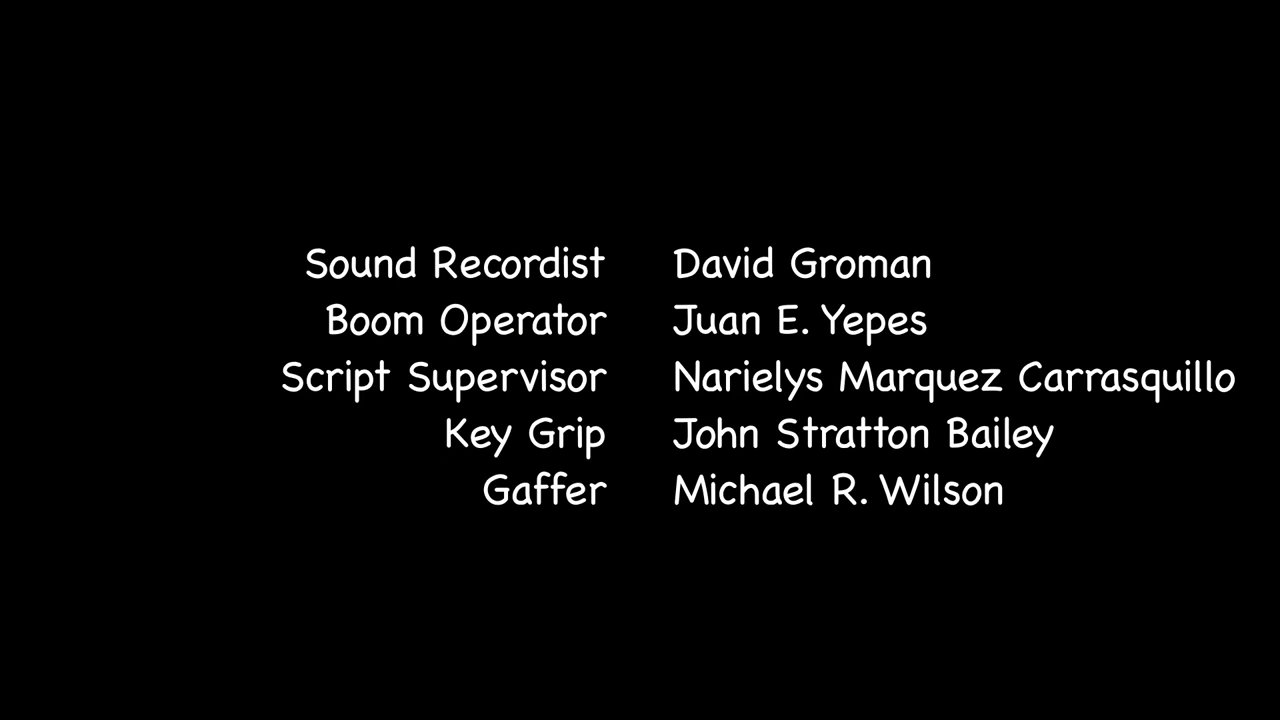 Sound Recordist David Groman
Boom Operator Juan E. Yepes
Script Supervisor Narielys Marquez Carrasquillo
Key Grip John Stratton Bailey
Gaffer Michael R. Wilson